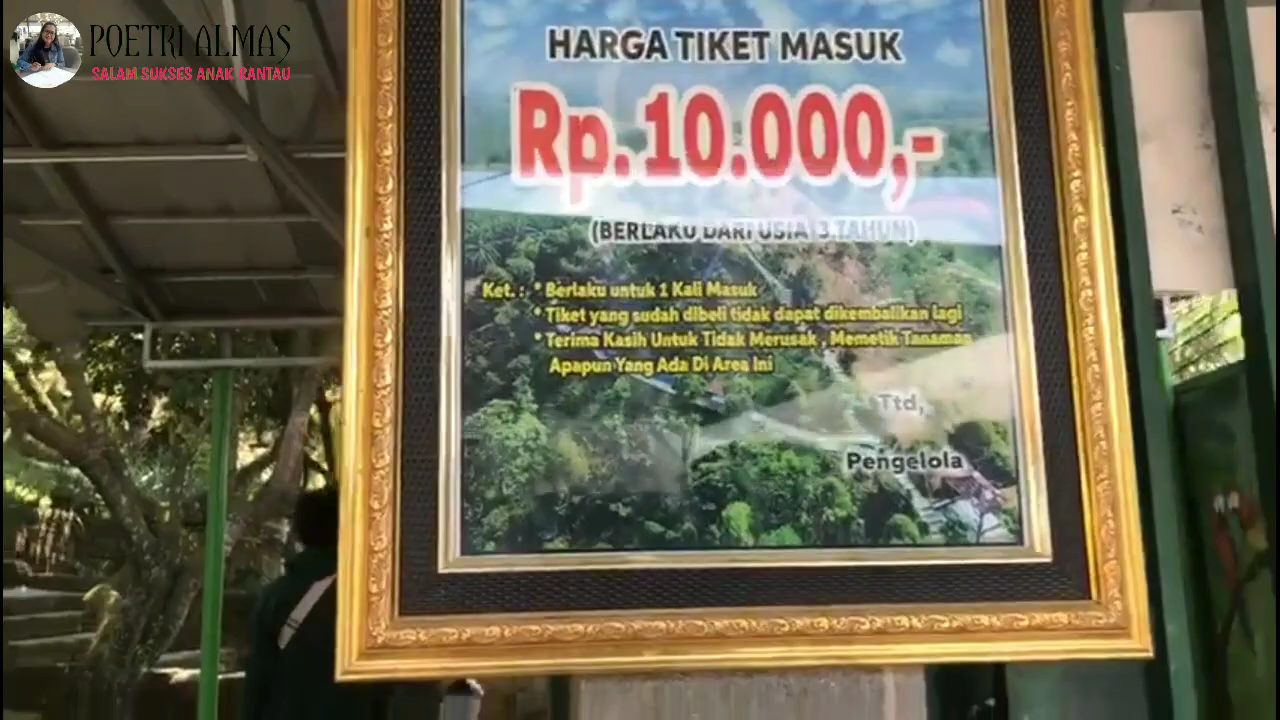 POETRI ALMAS
SALAM SUKSES ANAK RANTAU
HARGA TIKET MASUK
Rp. 10.000,-
(BERLAKU DARI USIA 3 TAHUN)
Ket. : * Berlaku untuk 1 Kali Masuk
* Tiket yang sudah dibeli tidak dapat dikembalikan lagi
* Terima Kasih Untuk Tidak Merusak , Memetik Tanaman
Apapun Yang Ada Di Area Ini
Ttd,
Pengelola